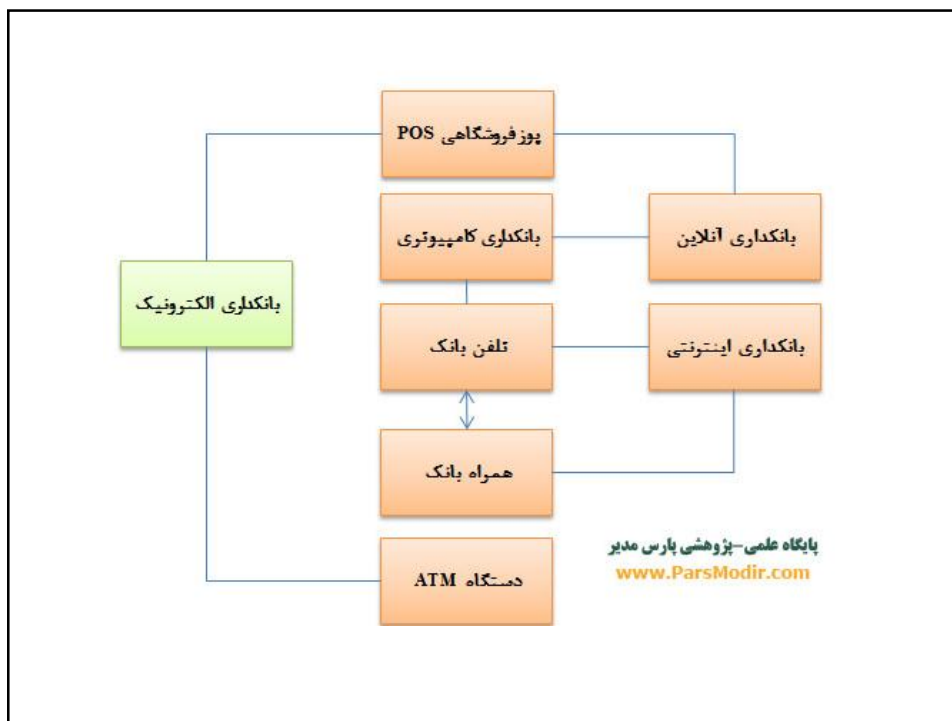 پوز فروشگاهی POS
بانکداری کامپیوتری
بانکداری آنلاین
بانکداری الکترونیک
تلفن بانک
بانکداری اینترنتی
همراه بانک
دستگاه ATM
پایگاه علمی-پژوهشی پارس مدیر
www.ParsModir.com